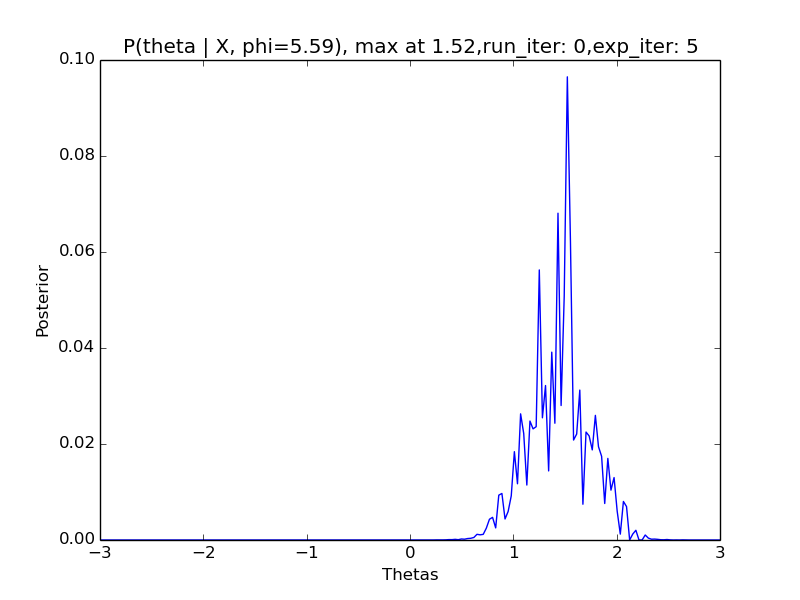 P(theta | X, phi=5.59), max at 1.52,run_iter: 0,exp_iter: 5
0.10
0.08
0.06
0.04
0.02
0.00
Posterior
−3 −2 −1 0 1 2 3
Thetas